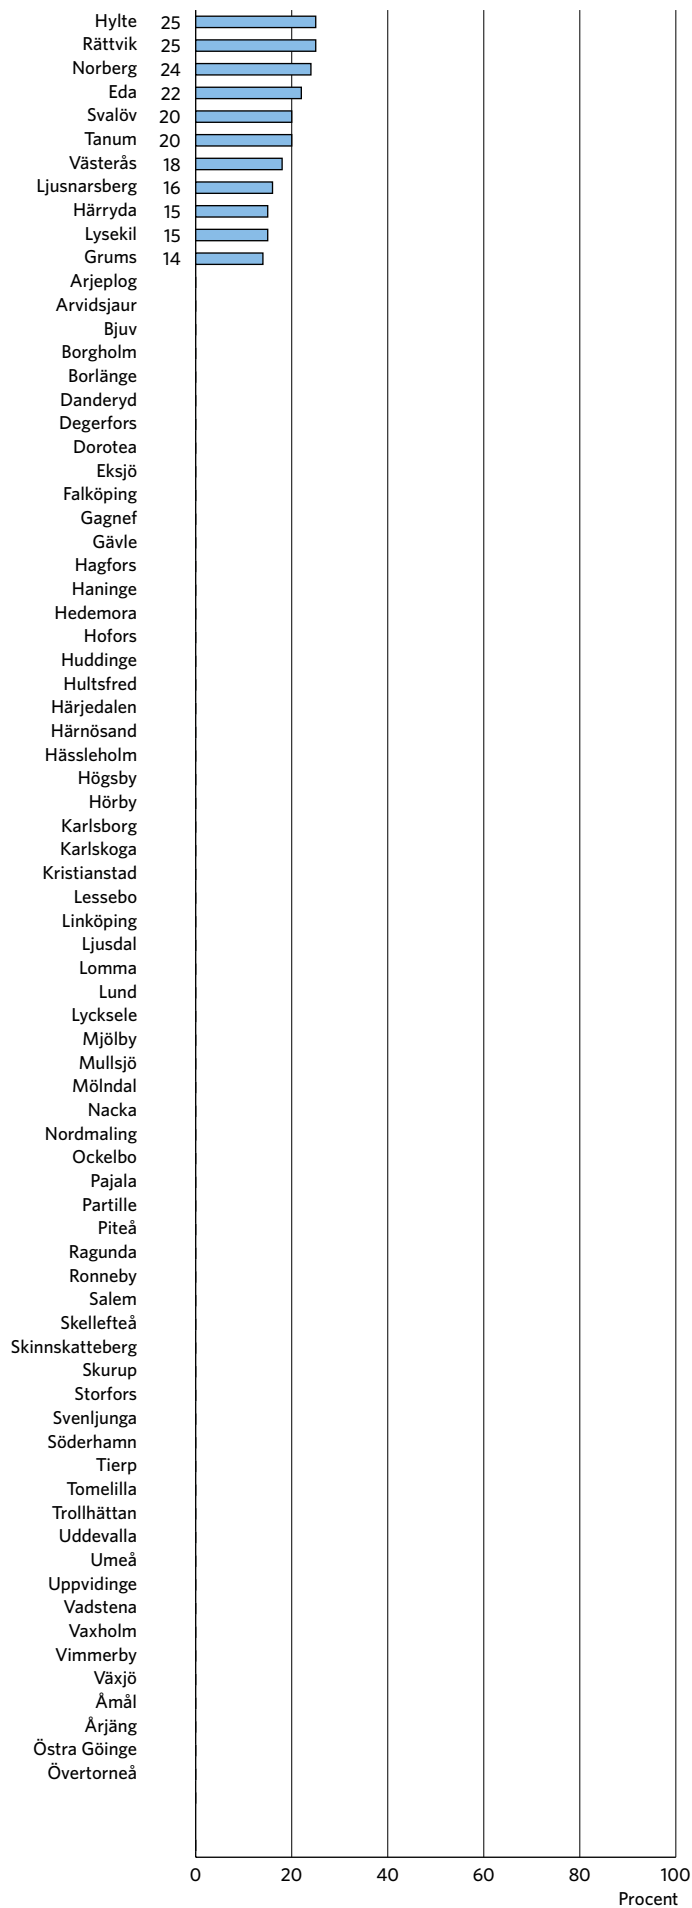 Hylte 25
Rättvik 25
Norberg 24
Eda 22
Svalöv 20
Tanum 20
Västerås 18
Ljusnarsberg 16
Härryda 15
Lysekil 15
Grums 14
Arjeplog
Arvidsjaur
Bjuv
Borgholm
Borlänge
Danderyd
Degerfors
Dorotea
Eksjö
Falköping
Gagnef
Gävle
Hagfors
Haninge
Hedemora
Hofors
Huddinge
Hultsfred
Härjedalen
Härnösand
Hässleholm
Högsby
Hörby
Karlsborg
Karlskoga
Kristianstad
Lessebo
Linköping
Ljusdal
Lomma
Lund
Lycksele
Mjölby
Mullsjö
Mölndal
Nacka
Nordmaling
Ockelbo
Pajala
Partille
Piteå
Ragunda
Ronneby
Salem
Skellefteå
Skinnskatteberg
Skurup
Storfors
Svenljunga
Söderhamn
Tierp
Tomelilla
Trollhättan
Uddevalla
Umeå
Uppvidinge
Vadstena
Vaxholm
Vimmerby
Växjö
Åmål
Årjäng
Östra Göinge
Övertorneå
0 20 40 60 80 100
Procent